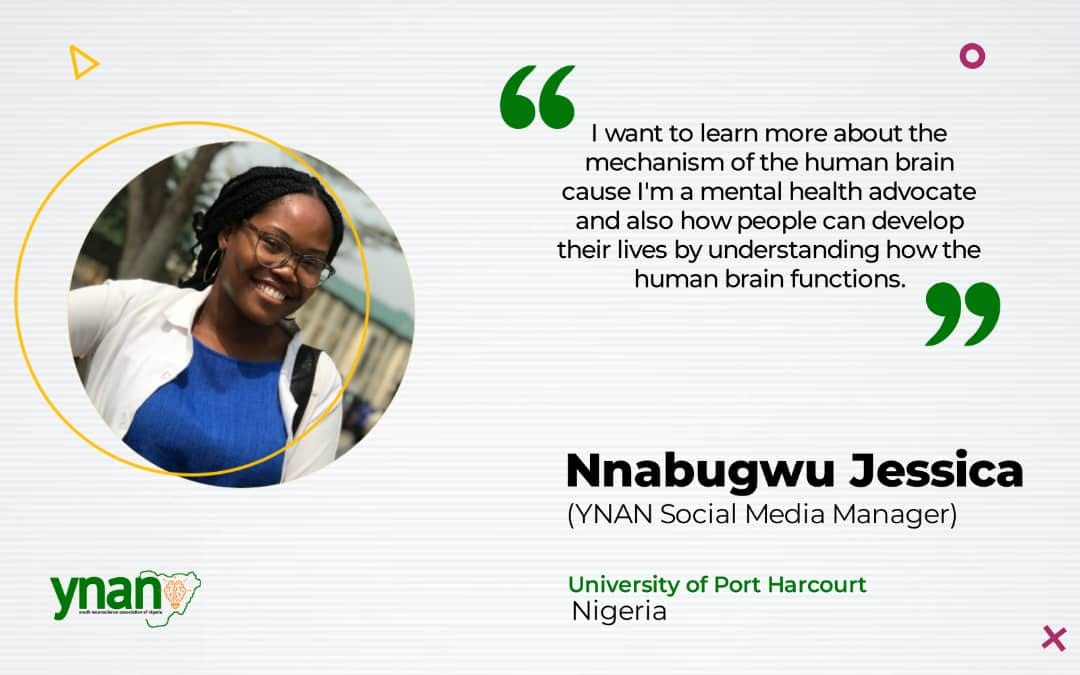 I want to learn more about the
mechanism of the human brain
cause I'm a mental health advocate
and also how people can develop
their lives by understanding how the
human brain functions.
Nnabugwu Jessica
(YNAN Social Media Manager)
University of Port Harcourt
Nigeria
ynan
youth neuroscience association of nigeria